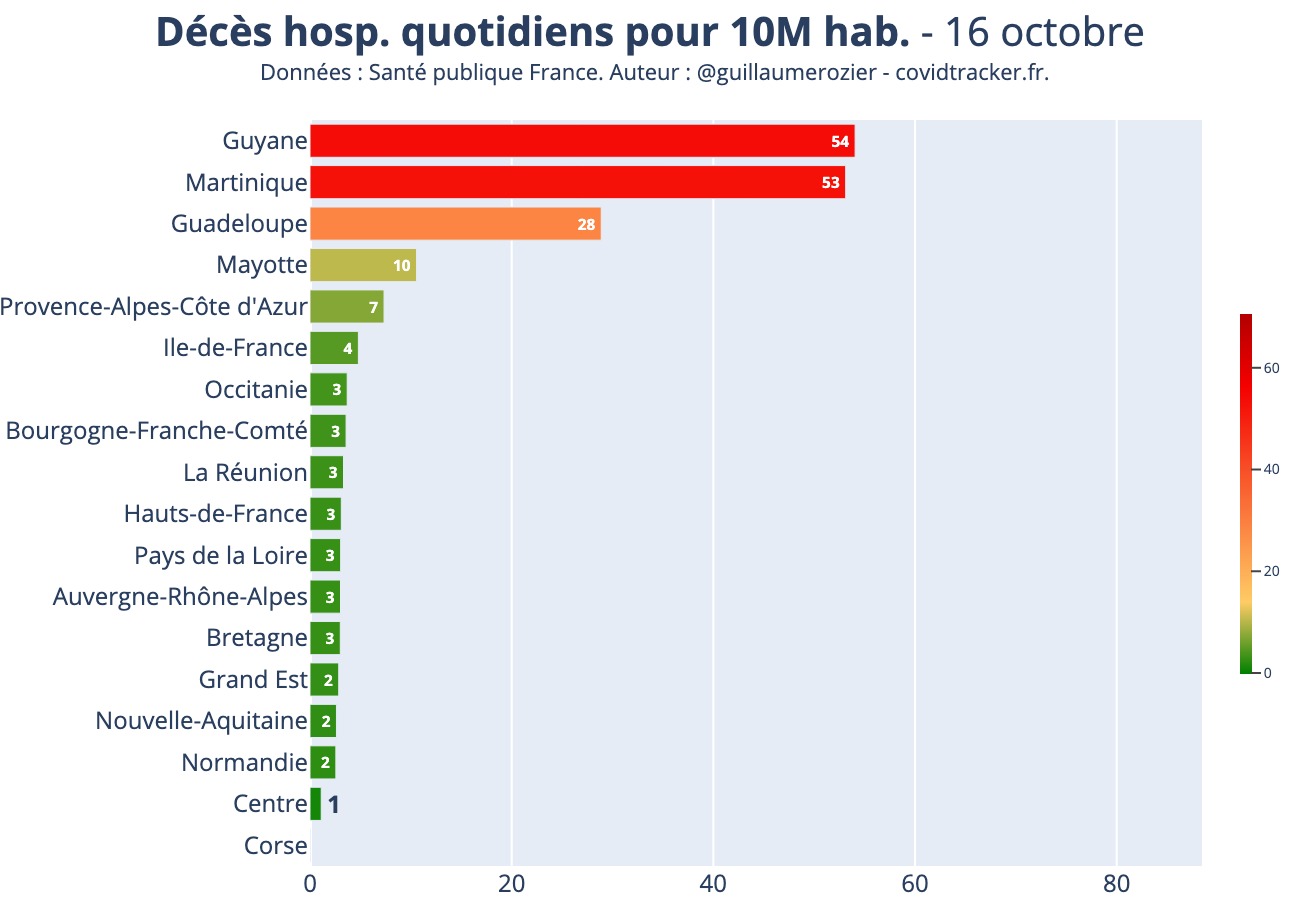 Décès hosp. quotidiens pour 10M hab. - 16 octobre
Données : Santé publique France. Auteur : @guillaumerozier - covidtracker.fr.
Guyane 54
Martinique 53
Guadeloupe 28
Mayotte 10
Provence-Alpes-Côte d'Azur 7
Ile-de-France 4
Occitanie 3
Bourgogne-Franche-Comté 3
La Réunion 3
Hauts-de-France 3
Pays de la Loire 3
Auvergne-Rhône-Alpes 3
Bretagne 3
Grand Est 2
Nouvelle-Aquitaine 2
Normandie 2
Centre 1
Corse
0 20 40 60 80
60
40
20
0